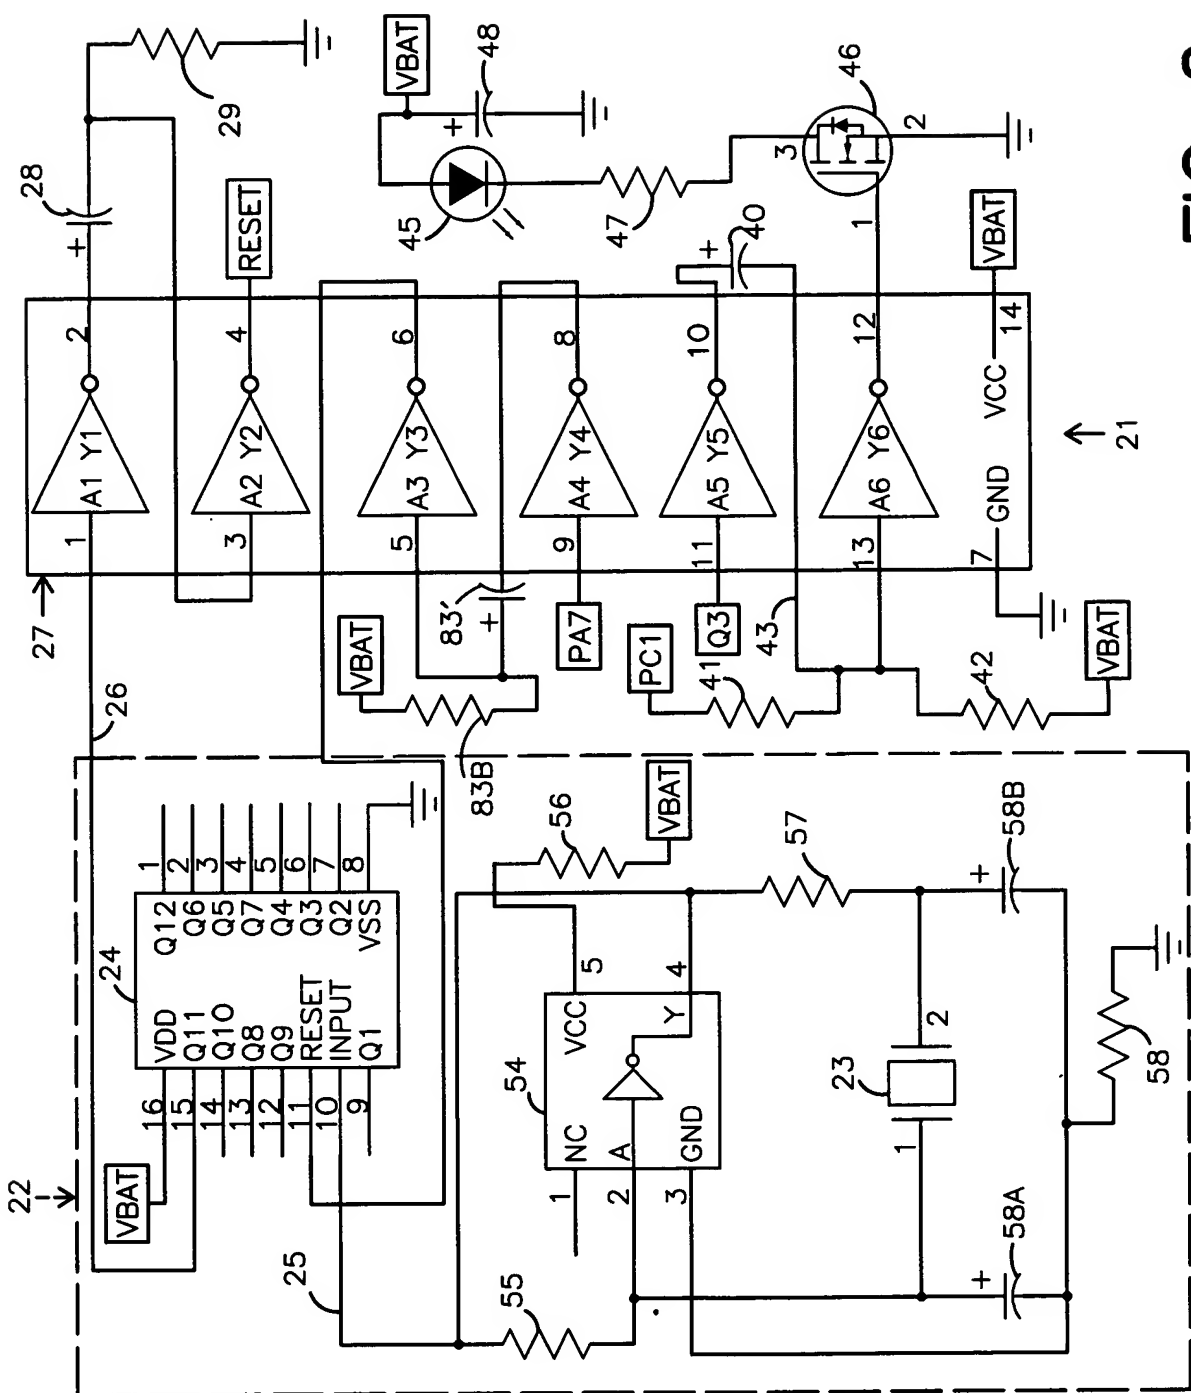 22
VBAT
24
16 VDD Q12 1
15 Q11 Q6 2
14 Q10 Q5 3
13 Q8 Q7 4
12 Q9 Q4 5
11 RESET Q3 6
10 INPUT Q2 7
9 Q1 VSS 8
25
26
27
1 A1 Y1 2
28
+
29
3 A2 Y2 4
RESET
5 A3 Y3 6
VBAT
83B
83'
+
PA7
9 A4 Y4 8
Q3
11 A5 Y5 10
+
40
PC1
41
43
13 A6 Y6 12
42
VBAT
7 GND
VCC 14
VBAT
21
VBAT
+
48
45
47
46
3
1
2
54
1 NC VCC 5
2 A Y 4
3 GND
55
56
VBAT
57
23
1
2
58A
+
58B
+
58